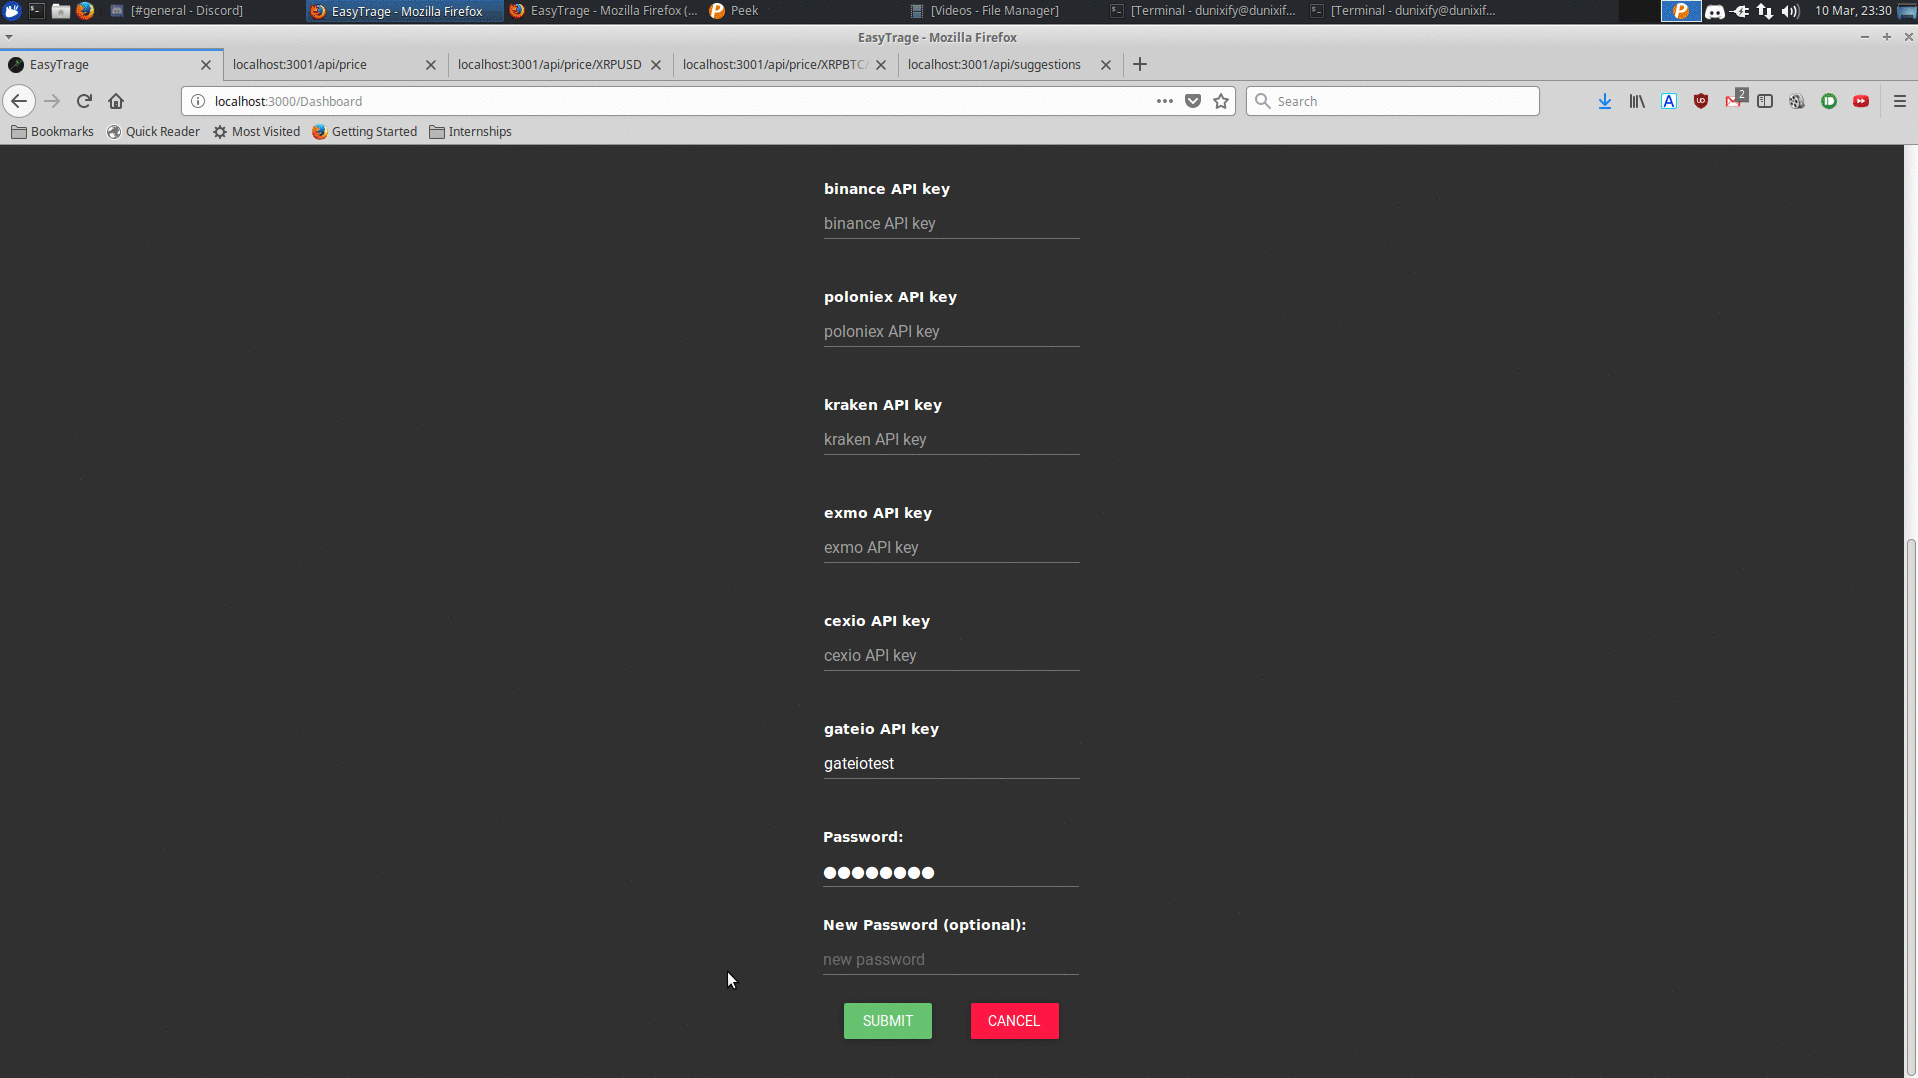 [#general - Discord] EasyTrage - Mozilla Firefox EasyTrage - Mozilla Firefox (... Peek [Videos - File Manager] [Terminal - dunixify@dunixif... [Terminal - dunixify@dunixif... 10 Mar, 23:30
EasyTrage - Mozilla Firefox
EasyTrage localhost:3001/api/price localhost:3001/api/price/XRPUSD localhost:3001/api/price/XRPBTC localhost:3001/api/suggestions
localhost:3000/Dashboard Search 2
Bookmarks Quick Reader Most Visited Getting Started Internships
binance API key
binance API key
poloniex API key
poloniex API key
kraken API key
kraken API key
exmo API key
exmo API key
cexio API key
cexio API key
gateio API key
gateiotest
Password:
New Password (optional):
new password
SUBMIT CANCEL